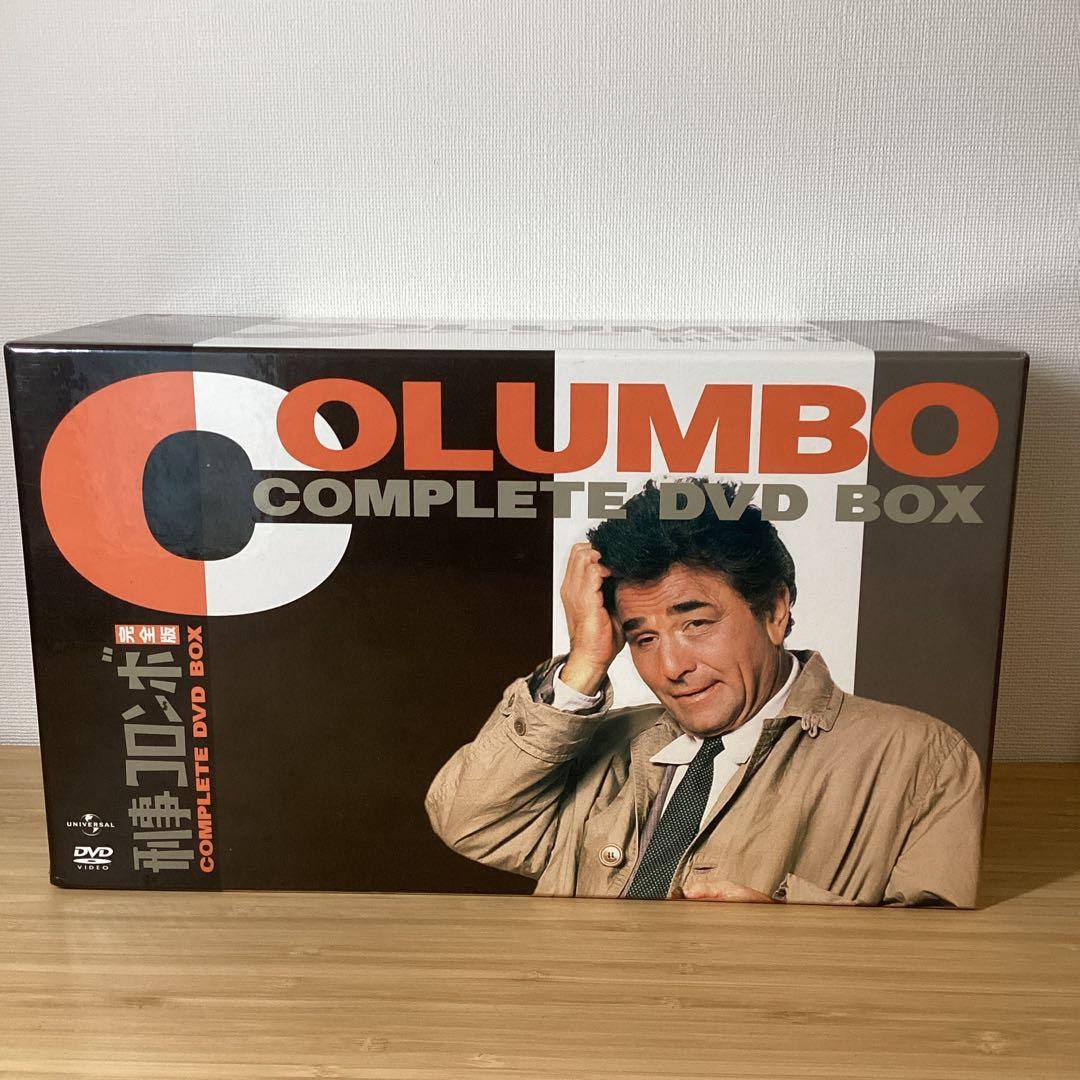 COLUMBO
COMPLETE DVD BOX
刑事コロンボ 完全版
COMPLETE DVD BOX
UNIVERSAL
DVD
VIDEO